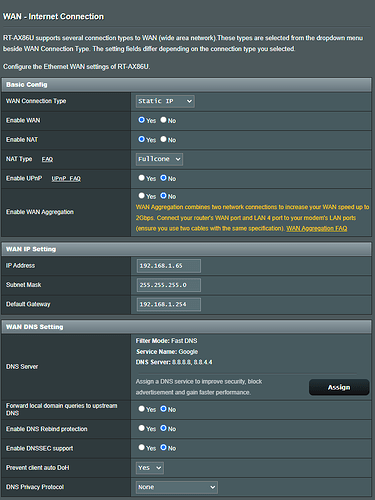 WAN - Internet Connection
RT-AX86U supports several connection types to WAN (wide area network).These types are selected from the dropdown menu
beside WAN Connection Type. The setting fields differ depending on the connection type you selected.
Configure the Ethernet WAN settings of RT-AX86U.
Basic Config
WAN Connection Type Static IP
Enable WAN Yes No
Enable NAT Yes No
NAT Type FAQ Fullcone
Enable UPnP UPnP FAQ Yes No
Enable WAN Aggregation Yes No
WAN Aggregation combines two network connections to increase your WAN speed up to
2Gbps. Connect your router's WAN port and LAN 4 port to your modem's LAN ports
(ensure you use two cables with the same specification). WAN Aggregation FAQ
WAN IP Setting
IP Address 192.168.1.65
Subnet Mask 255.255.255.0
Default Gateway 192.168.1.254
WAN DNS Setting
DNS Server
Filter Mode: Fast DNS
Service Name: Google
DNS Server: 8.8.8.8, 8.8.4.4
Assign a DNS service to improve security, block
advertisement and gain faster performance.
Assign
Forward local domain queries to upstream
DNS Yes No
Enable DNS Rebind protection Yes No
Enable DNSSEC support Yes No
Prevent client auto DoH Yes
DNS Privacy Protocol None